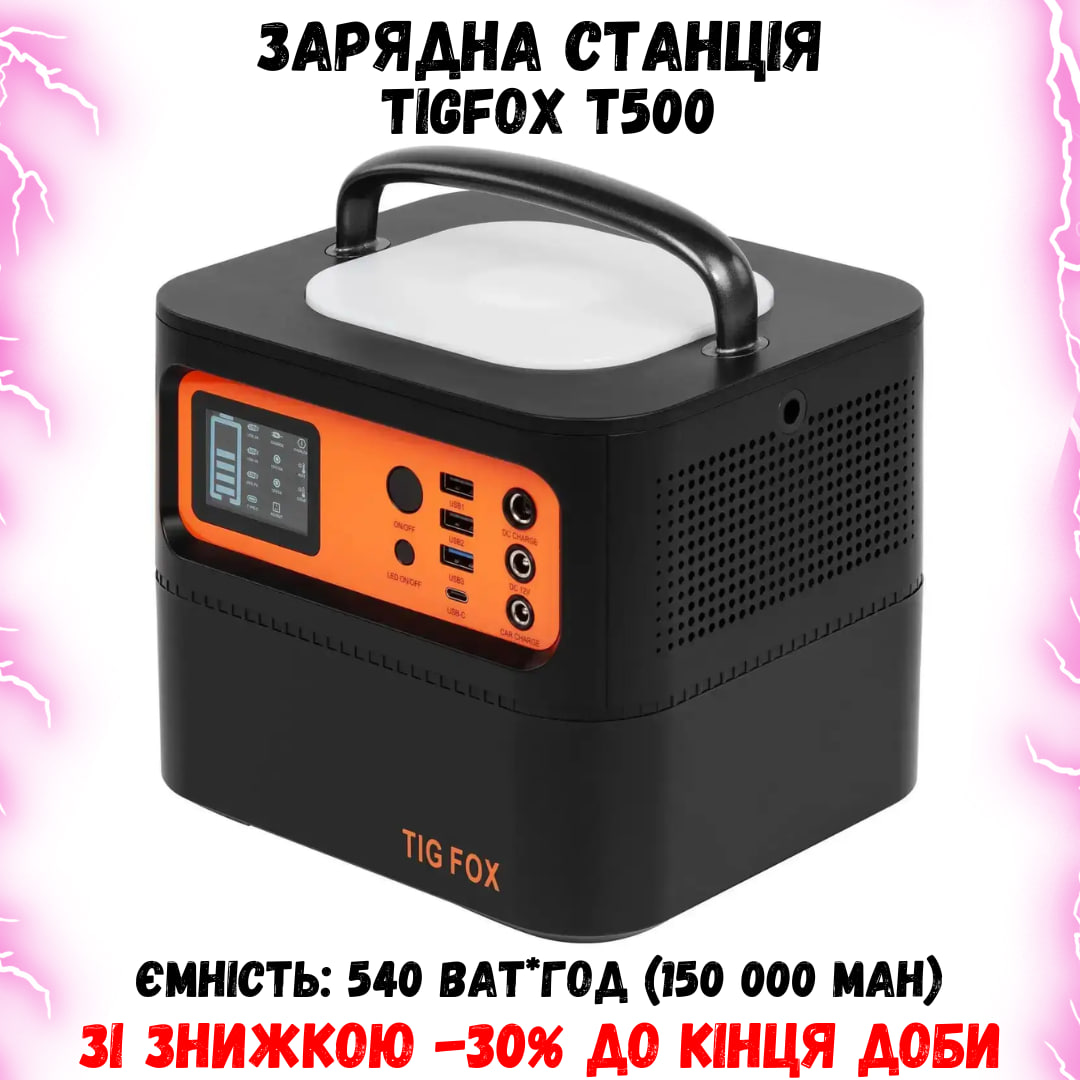 ЗАРЯДНА СТАНЦІЯ
TIGFOX T500
ON/OFF
LED ON/OFF
USB1
USB2
USB3
USB-C
DC CHARGE
DC 12V
CAR CHARGE
TIG FOX
ЄМНІСТЬ: 540 ВАТ*ГОД (150 000 МАН)
ЗІ ЗНИЖКОЮ -30% ДО КІНЦЯ ДОБИ